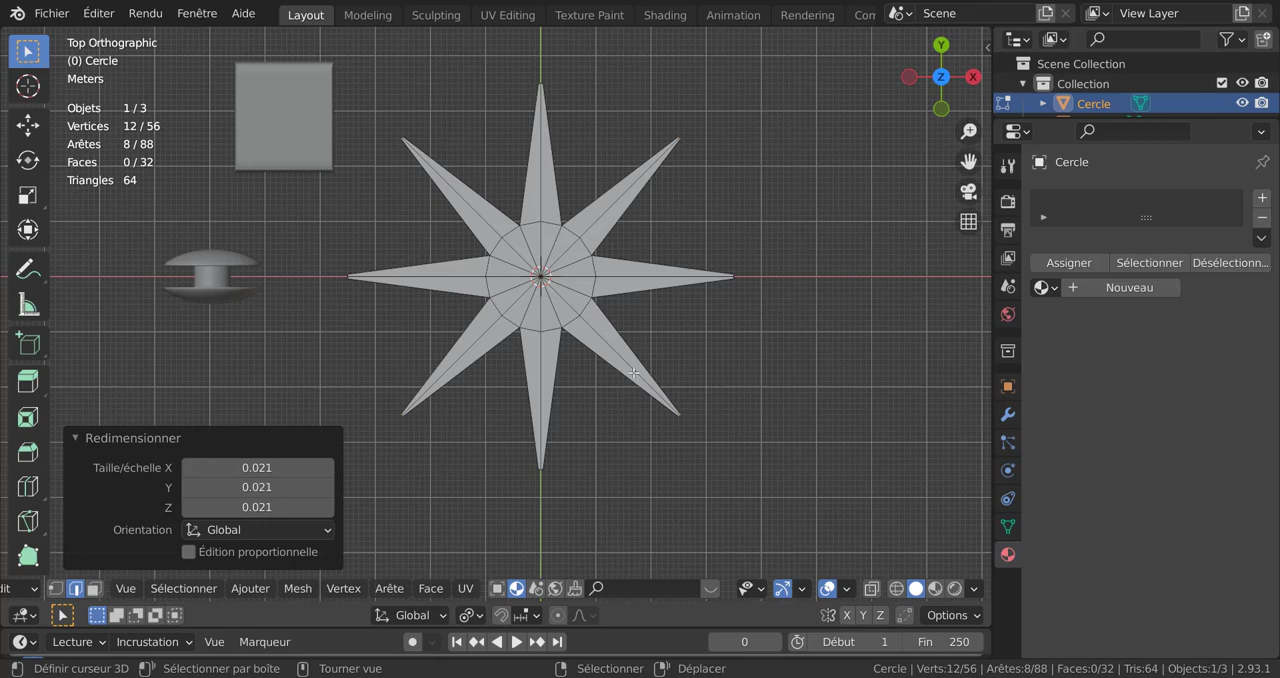 Fichier Éditer Rendu Fenêtre Aide Layout Modeling Sculpting UV Editing Texture Paint Shading Animation Rendering Com Scene View Layer
Top Orthographic
(0) Cercle
Meters
Objets 1 / 3
Vertices 12 / 56
Arêtes 8 / 88
Faces 0 / 32
Triangles 64
Y
Z
X
Scene Collection
Collection
Cercle
Cercle
Assigner Sélectionner Désélectionn...
Nouveau
Redimensionner
Taille/échelle X 0.021
Y 0.021
Z 0.021
Orientation Global
Édition proportionnelle
dit Vue Sélectionner Ajouter Mesh Vertex Arête Face UV
Global X Y Z Options
Lecture Incrustation Vue Marqueur 0 Début 1 Fin 250
Définir curseur 3D Sélectionner par boîte Tourner vue Sélectionner Déplacer Cercle | Verts:12/56 | Arêtes:8/88 | Faces:0/32 | Tris:64 | Objects:1/3 | 2.93.1